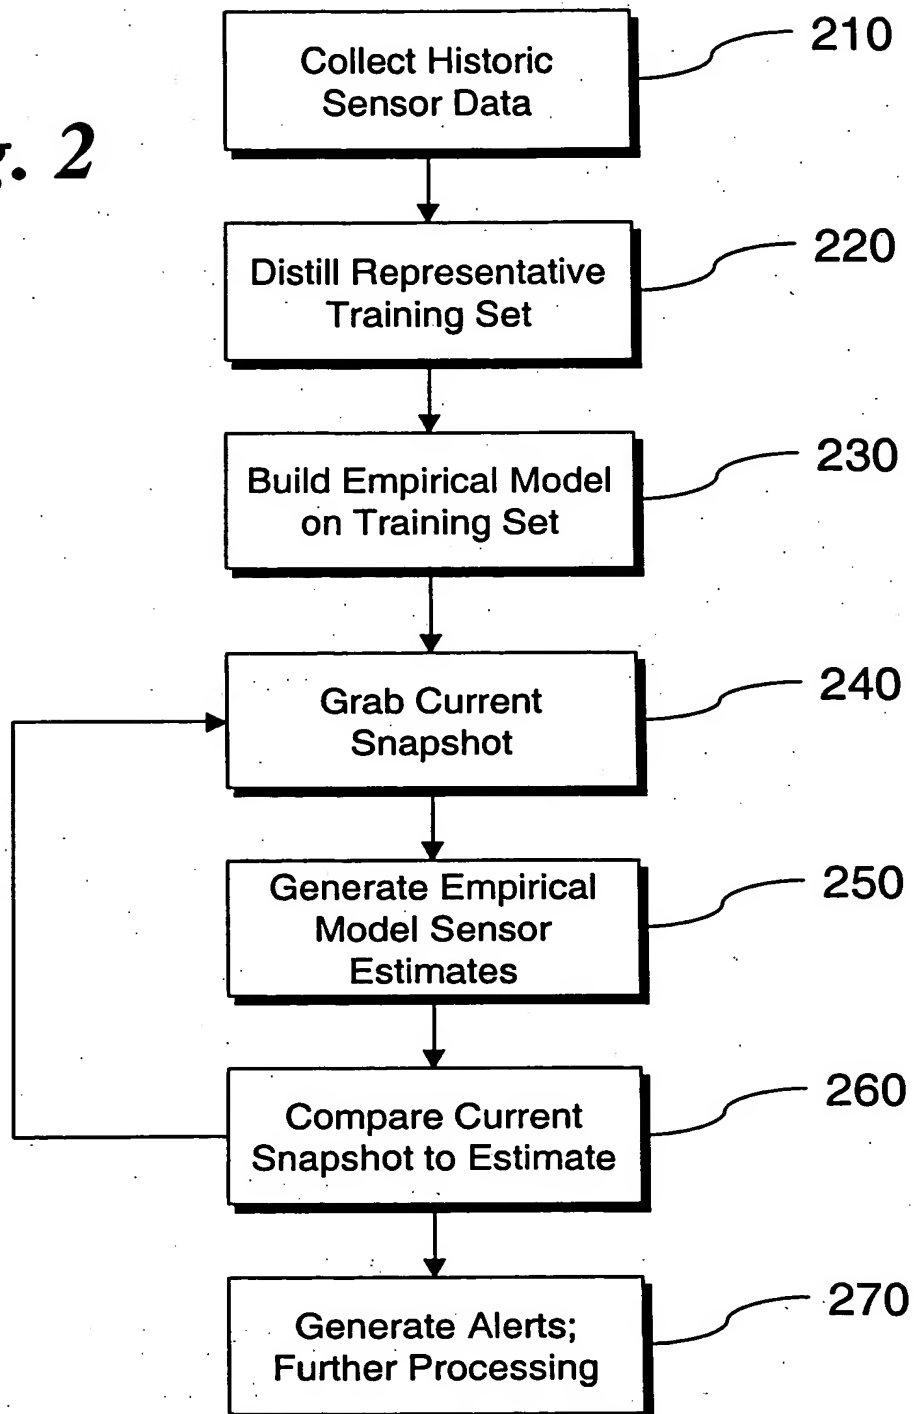 g. 2
Collect Historic
Sensor Data
210
Distill Representative
Training Set
220
Build Empirical Model
on Training Set
230
Grab Current
Snapshot
240
Generate Empirical
Model Sensor
Estimates
250
Compare Current
Snapshot to Estimate
260
Generate Alerts;
Further Processing
270